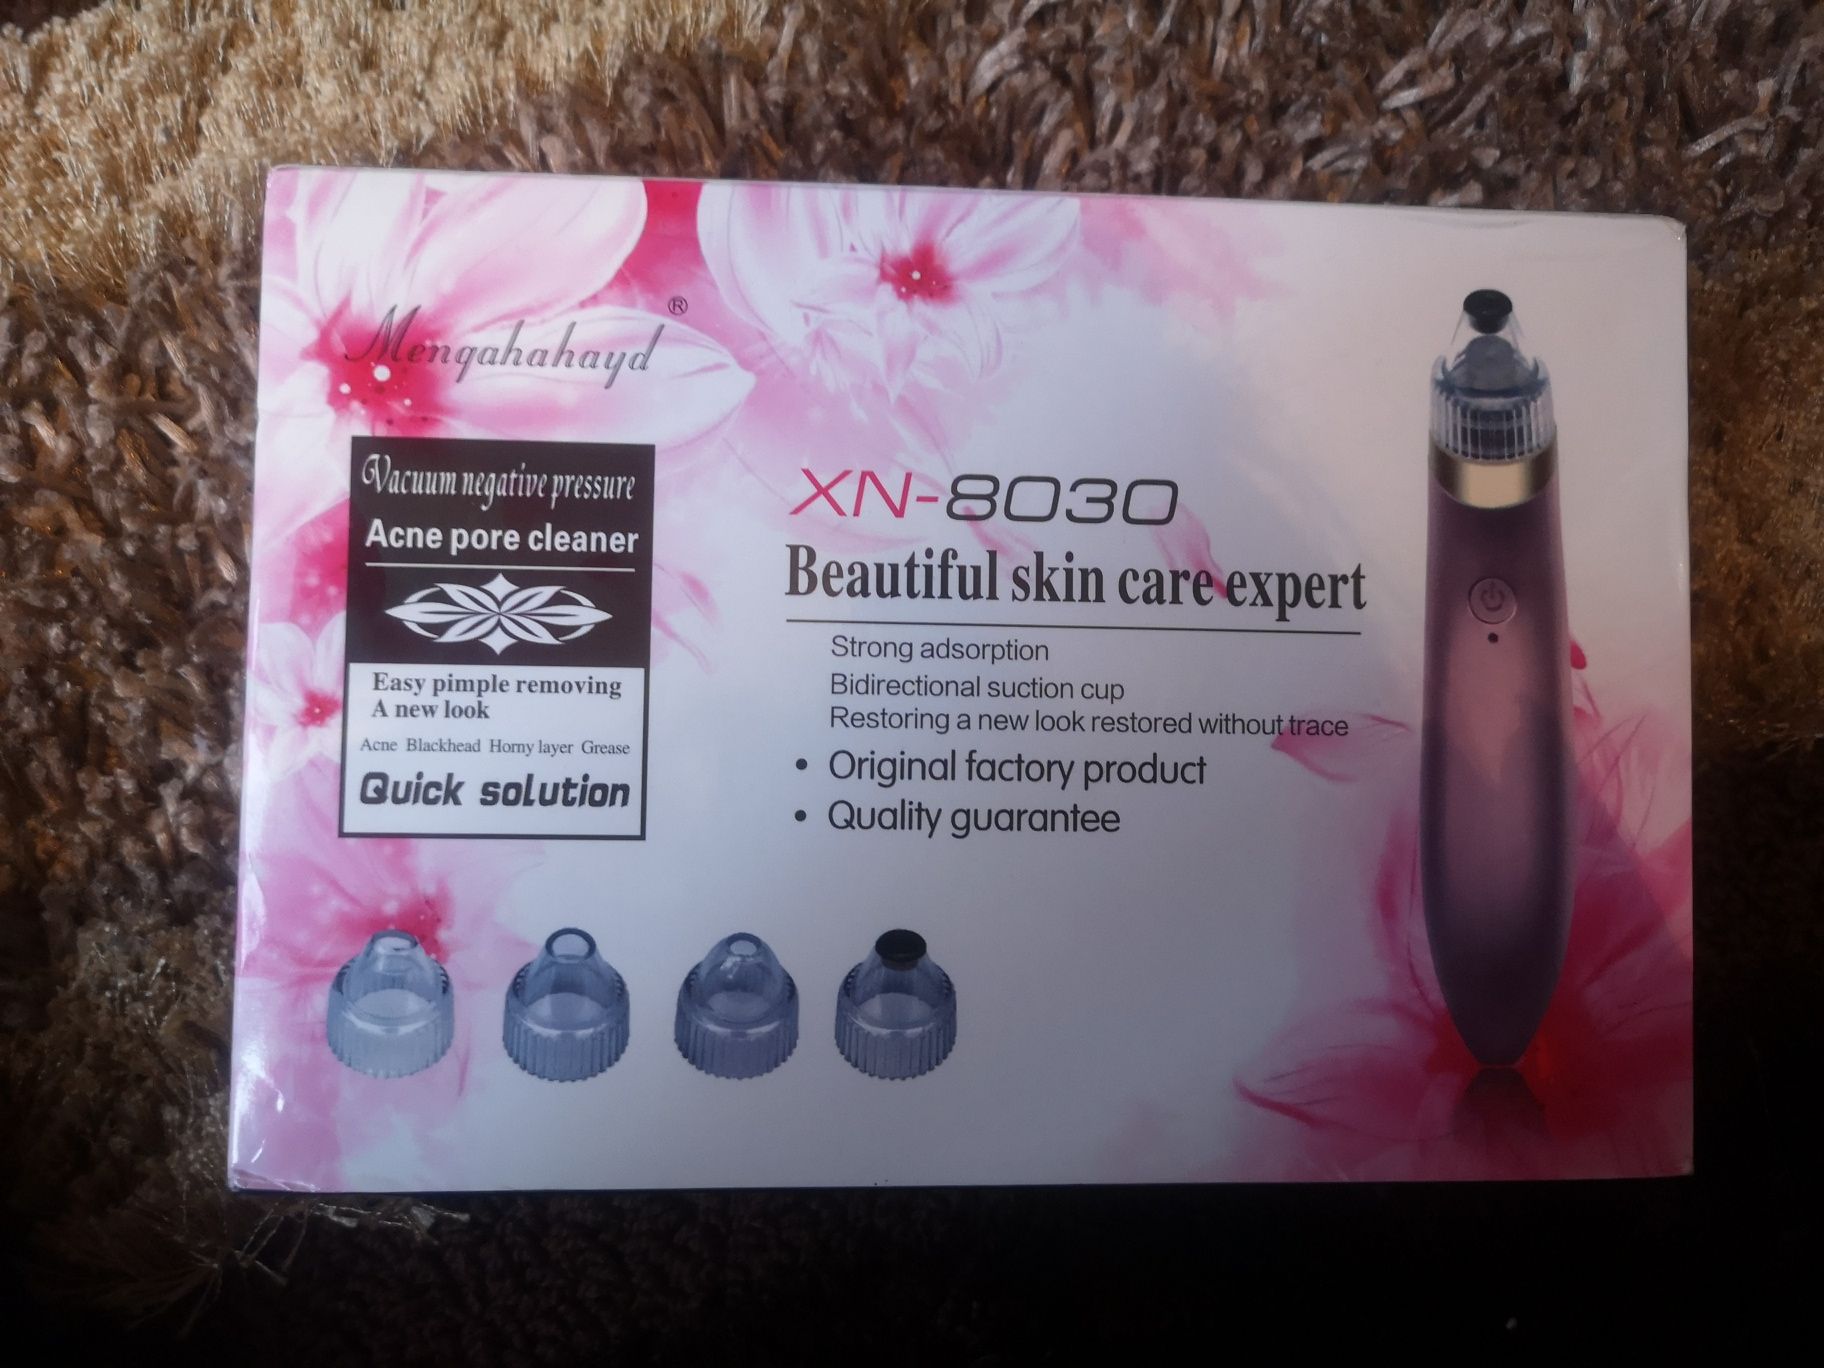 Mengahahayd®
Vacuum negative pressure
Acne pore cleaner
Easy pimple removing
A new look
Acne Blackhead Horny layer Grease
Quick solution
XN-8030
Beautiful skin care expert
Strong adsorption
Bidirectional suction cup
Restoring a new look restored without trace
• Original factory product
• Quality guarantee